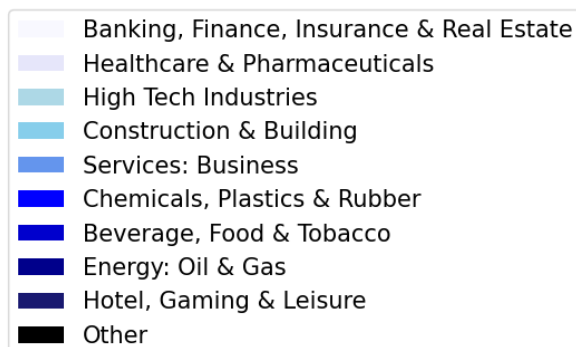 Banking, Finance, Insurance & Real Estate
Healthcare & Pharmaceuticals
High Tech Industries
Construction & Building
Services: Business
Chemicals, Plastics & Rubber
Beverage, Food & Tobacco
Energy: Oil & Gas
Hotel, Gaming & Leisure
Other